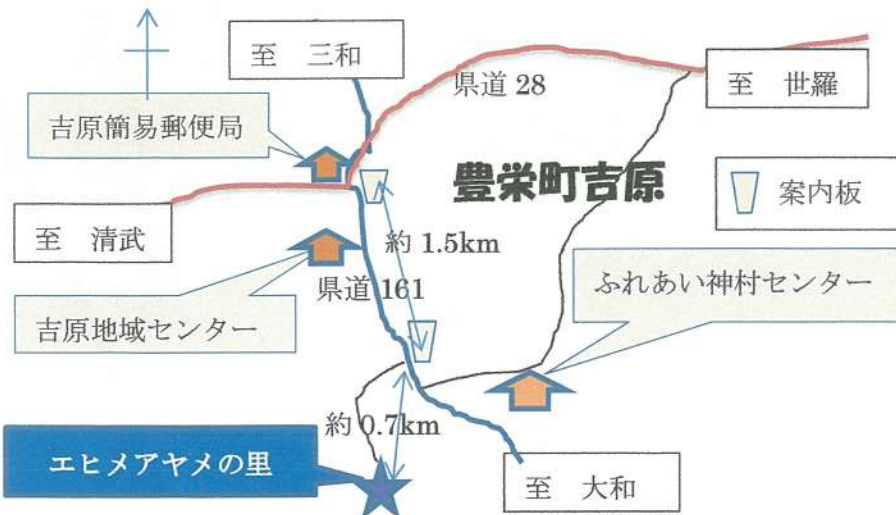 至 三和
県道 28
至 世羅
吉原簡易郵便局
豊栄町吉原
案内板
至 清武
約 1.5km
ふれあい神村センター
県道 161
吉原地域センター
約 0.7km
エヒメアヤメの里
至 大和